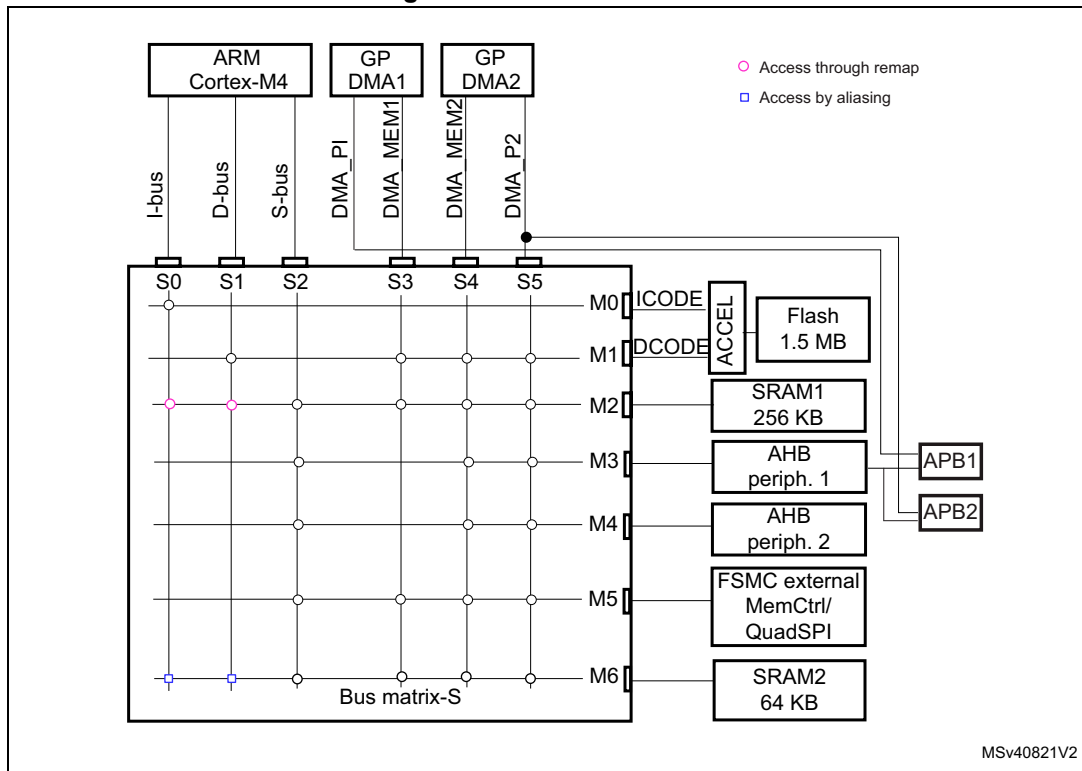 ARM
Cortex-M4
GP
DMA1
GP
DMA2
Access through remap
Access by aliasing
I-bus
D-bus
S-bus
DMA_PI
DMA_MEM1
DMA_MEM2
DMA_P2
S0
S1
S2
S3
S4
S5
M0
ICODE
M1
DCODE
ACCEL
Flash
1.5 MB
M2
SRAM1
256 KB
M3
AHB
periph. 1
APB1
APB2
M4
AHB
periph. 2
M5
FSMC external
MemCtrl/
QuadSPI
M6
SRAM2
64 KB
Bus matrix-S
MSv40821V2